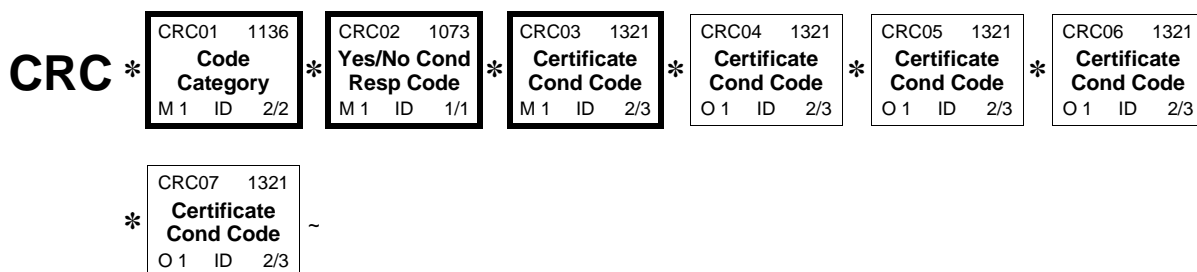 CRC01 1136 CRC02 1073 CRC03 1321 CRC04 1321 CRC05 1321 CRC06 1321
CRC * Code Category * Yes/No Cond Resp Code * Certificate Cond Code * Certificate Cond Code * Certificate Cond Code * Certificate Cond Code
M 1 ID 2/2 M 1 ID 1/1 M 1 ID 2/3 O 1 ID 2/3 O 1 ID 2/3 O 1 ID 2/3
CRC07 1321
* Certificate Cond Code ~
O 1 ID 2/3